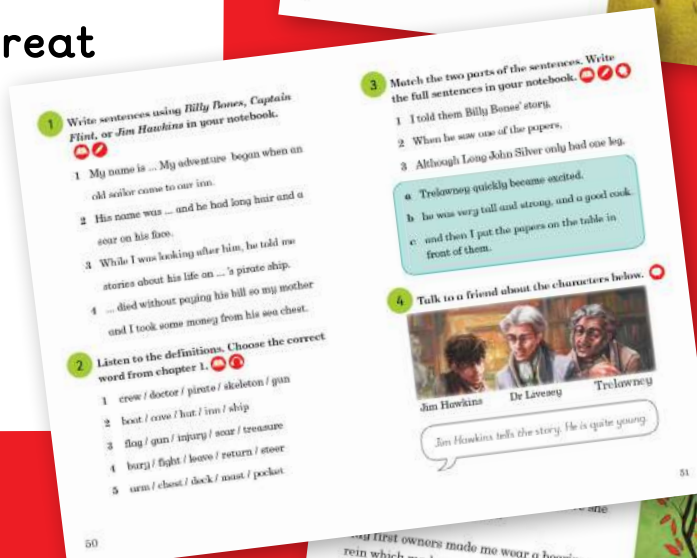 reat
1 Write sentences using Billy Bones, Captain
Flint, or Jim Hawkins in your notebook.
1 My name is ... My adventure began when an
old sailor came to our inn.
2 His name was ... and he had long hair and a
scar on his face.
3 While I was looking after him, he told me
stories about his life on ... 's pirate ship.
4 ... died without paying his bill so my mother
and I took some money from his sea chest.
2 Listen to the definitions. Choose the correct
word from chapter 1.
1 crew / doctor / pirate / skeleton / gun
2 boat / cave / hut / inn / ship
3 flag / gun / injury / scar / treasure
4 bury / fight / leave / return / steer
5 arm / chest / deck / mast / pocket
50
3 Match the two parts of the sentences. Write
the full sentences in your notebook.
1 I told them Billy Bones' story,
2 When he saw one of the papers,
3 Although Long John Silver only had one leg,
a Trelawney quickly became excited.
b he was very tall and strong, and a good cook.
c and then I put the papers on the table in
front of them.
4 Talk to a friend about the characters below.
Jim Hawkins Dr Livesey Trelawney
Jim Hawkins tells the story. He is quite young.
51
first owners made me wear a
rein which